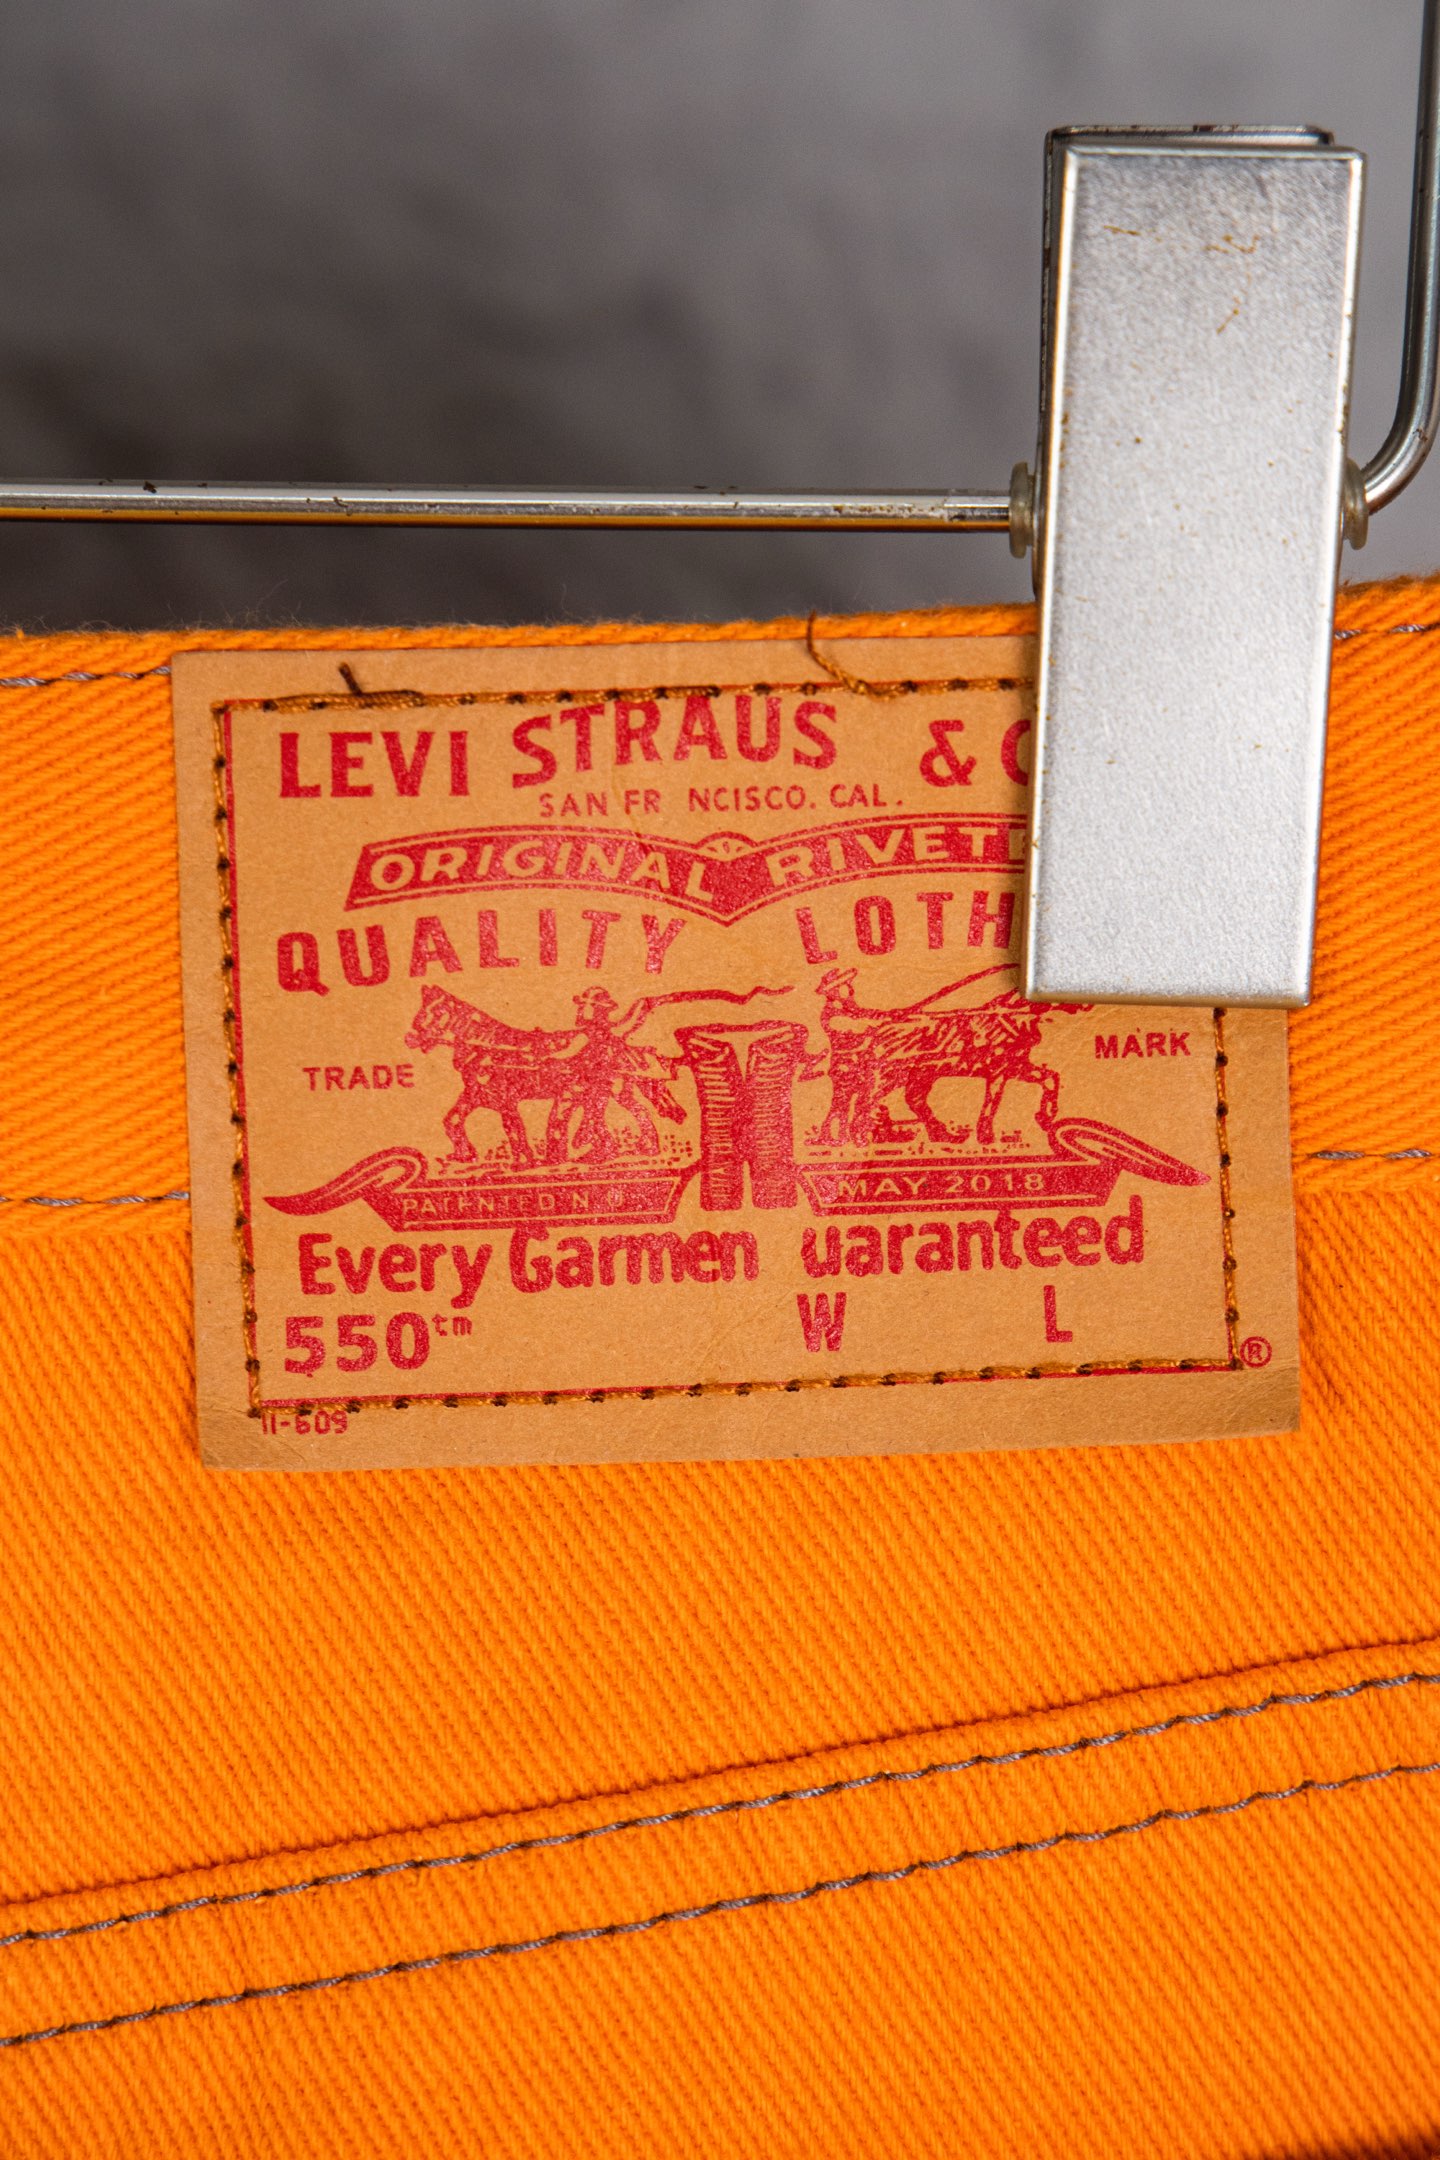 LEVI STRAUS & C
SAN FR NCISCO. CAL.
ORIGINAL RIVET
QUALITY LOTH
TRADE MARK
PATENTED MAY 2018
Every Garmen uaranteed
550tm W L
®
11-609